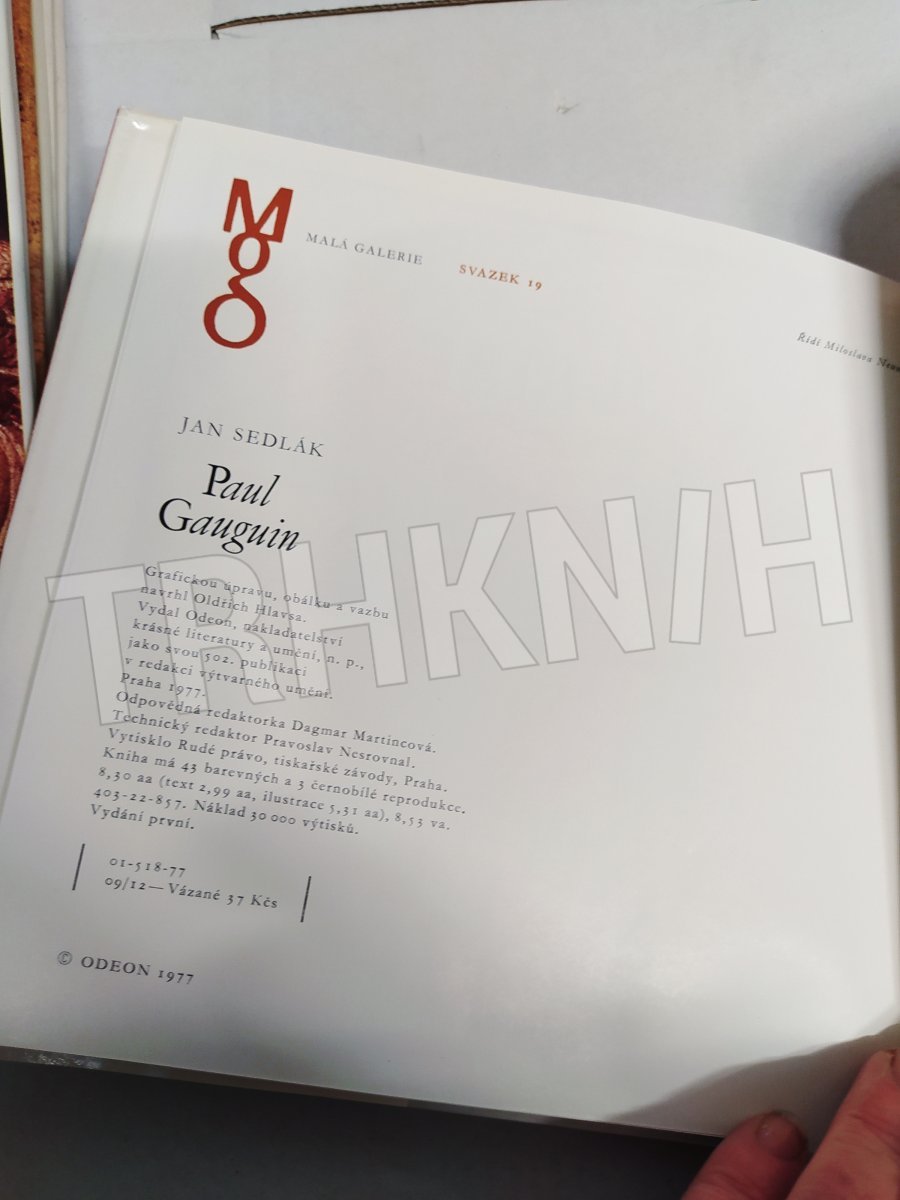 Mg
MALÁ GALERIE
SVAZEK 19
Řídí Miloslava
JAN SEDLÁK
Paul
Gauguin
Grafickou úpravu, obálku a vazbu
navrhl Oldřich Hlavsa.
Vydal Odeon, nakladatelství
krásné literatury a umění, n. p.,
jako svou 502. publikaci
v redakci výtvarného umění.
Praha 1977.
Odpovědná redaktorka Dagmar Martincová.
Technický redaktor Pravoslav Nesrovnal.
Vytisklo Rudé právo, tiskařské závody, Praha.
Kniha má 43 barevných a 3 černobílé reprodukce.
8,30 aa (text 2,99 aa, ilustrace 5,31 aa), 8,53 va.
403-22-857. Náklad 30 000 výtisků.
Vydání první.
01-518-77
09/12—Vázané 37 Kčs
© ODEON 1977
TRHKNIH